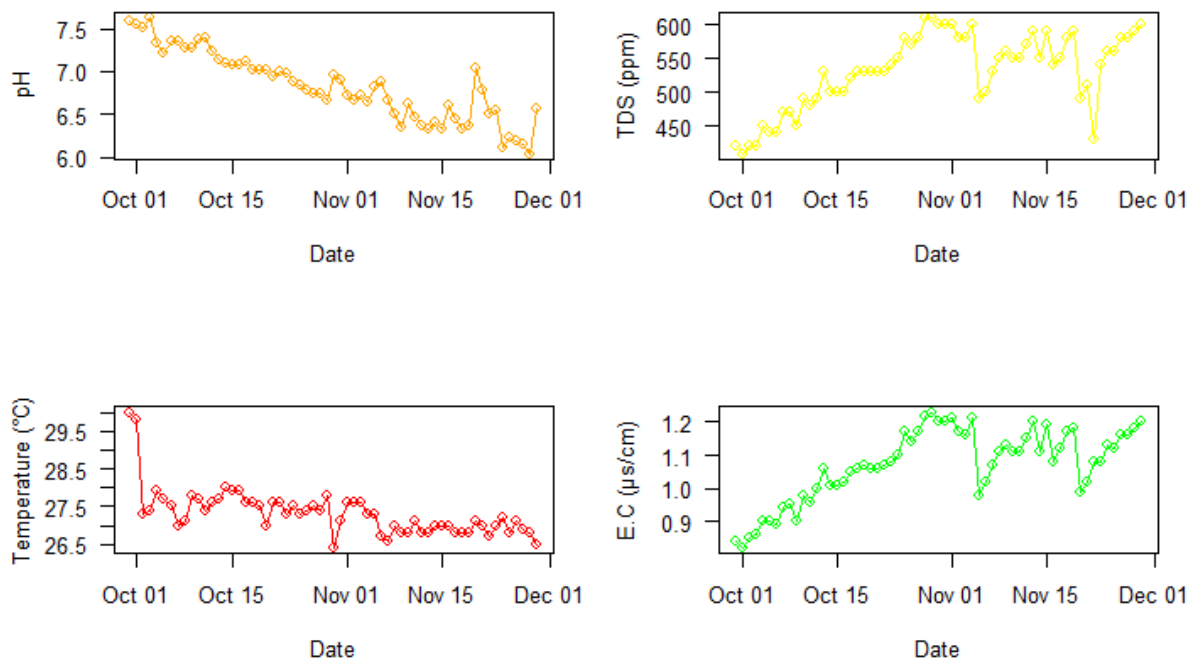 pH
7.5
7.0
6.5
6.0
Oct 01 Oct 15 Nov 01 Nov 15 Dec 01
Date
TDS (ppm)
600
550
500
450
Oct 01 Oct 15 Nov 01 Nov 15 Dec 01
Date
Temperature (°C)
29.5
28.5
27.5
26.5
Oct 01 Oct 15 Nov 01 Nov 15 Dec 01
Date
E.C (µs/cm)
1.2
1.1
1.0
0.9
Oct 01 Oct 15 Nov 01 Nov 15 Dec 01
Date